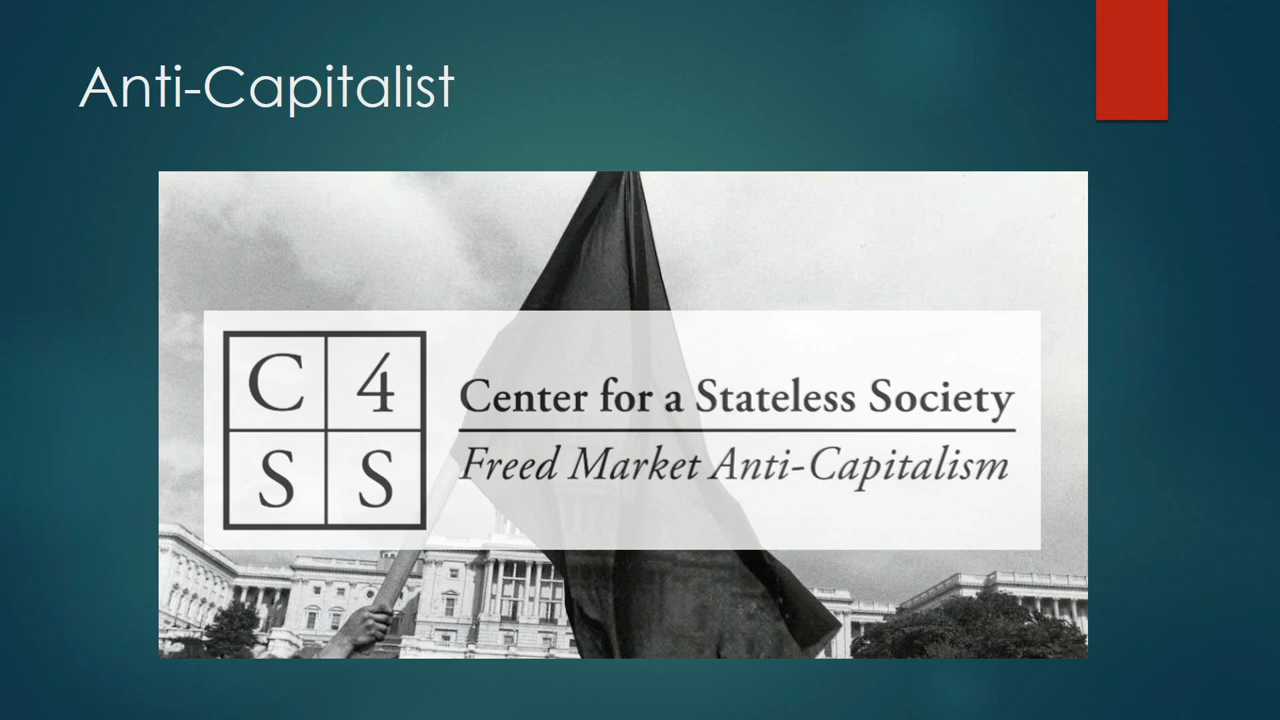 Anti-Capitalist
C 4
S S
Center for a Stateless Society
Freed Market Anti-Capitalism